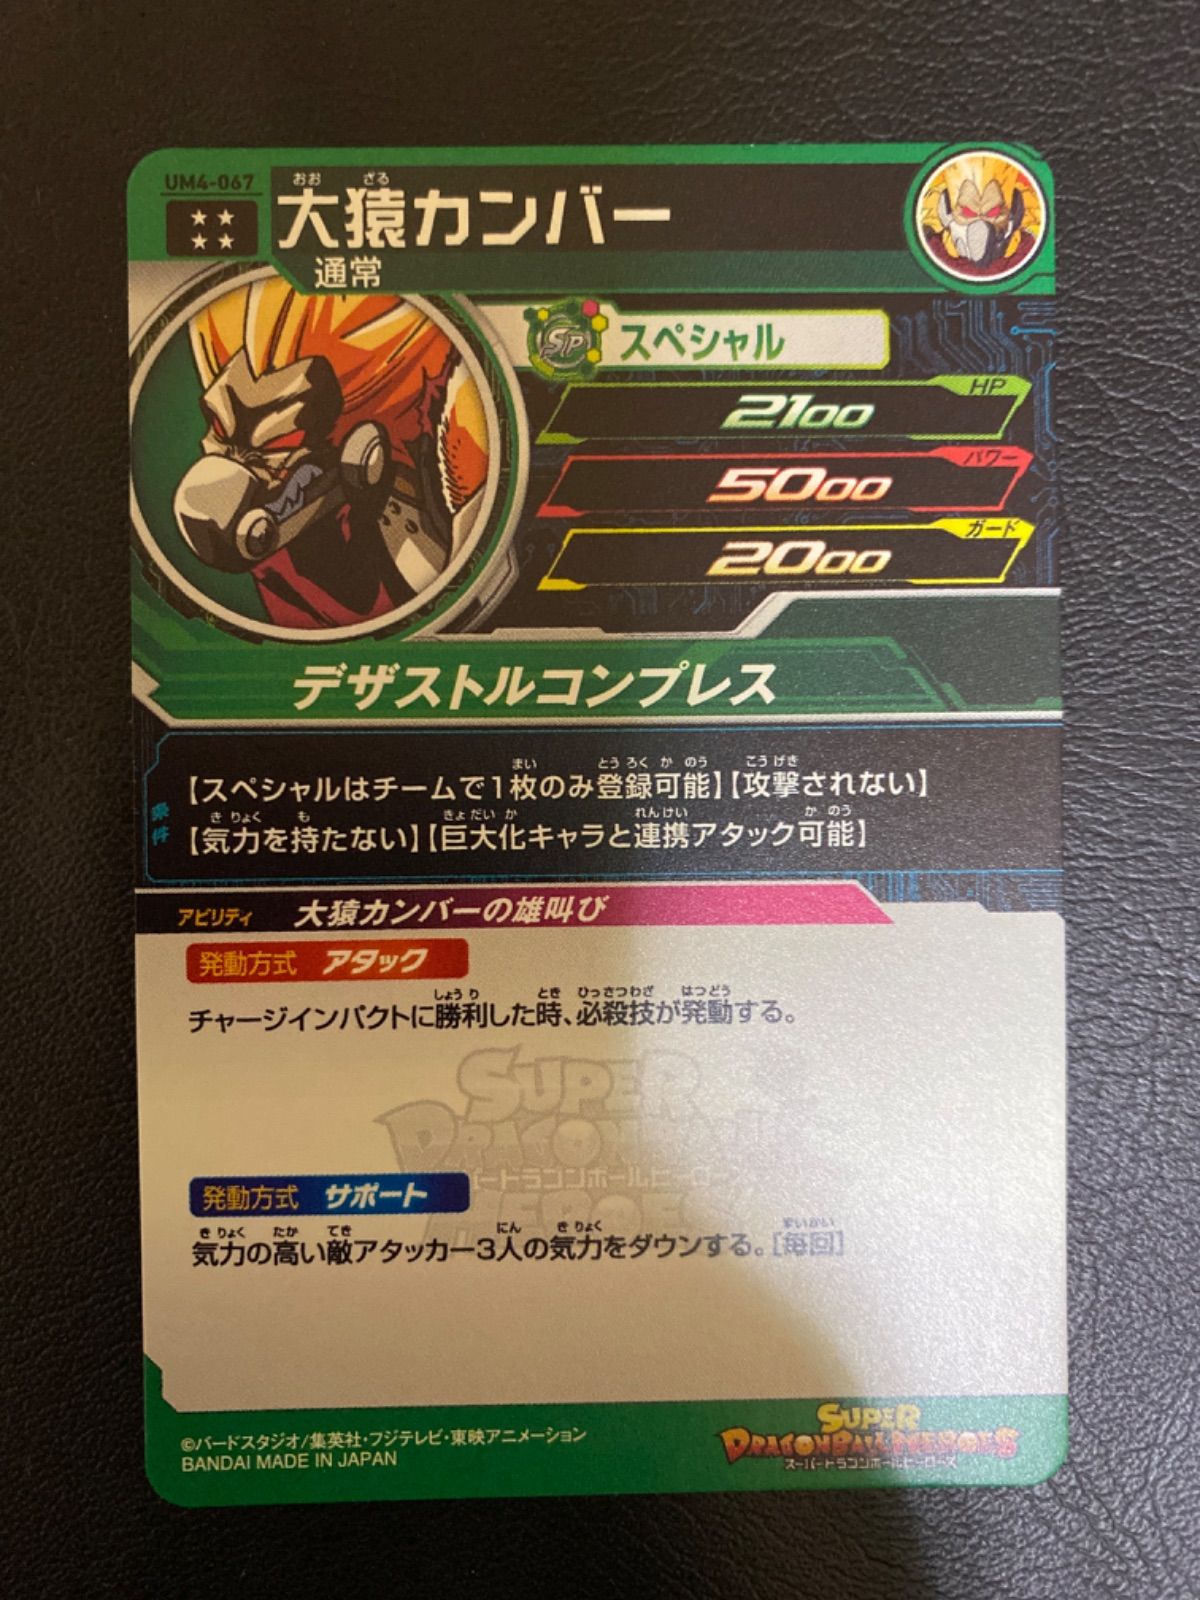 UM4-067
大猿カンバー
おお ざる
通常
SP スペシャル
HP
2100
パワー
5000
ガード
2000
デザストルコンプレス
条件
まい とうろく か のう こうげき
【スペシャルはチームで1枚のみ登録可能】【攻撃されない】
き りょく も きょ だい か れんけい か のう
【気力を持たない】【巨大化キャラと連携アタック可能】
アビリティ 大猿カンバーの雄叫び
発動方式 アタック
しょう り とき ひっさつわざ はつどう
チャージインパクトに勝利した時、必殺技が発動する。
SUPER
発動方式 サポート
き りょく たか てき にん き りょく まいかい
気力の高い敵アタッカー3人の気力をダウンする。[毎回]
©バードスタジオ/集英社・フジテレビ・東映アニメーション
BANDAI MADE IN JAPAN
SUPER
DRAGONBALL HEROES
スーパードラゴンボールヒーローズ